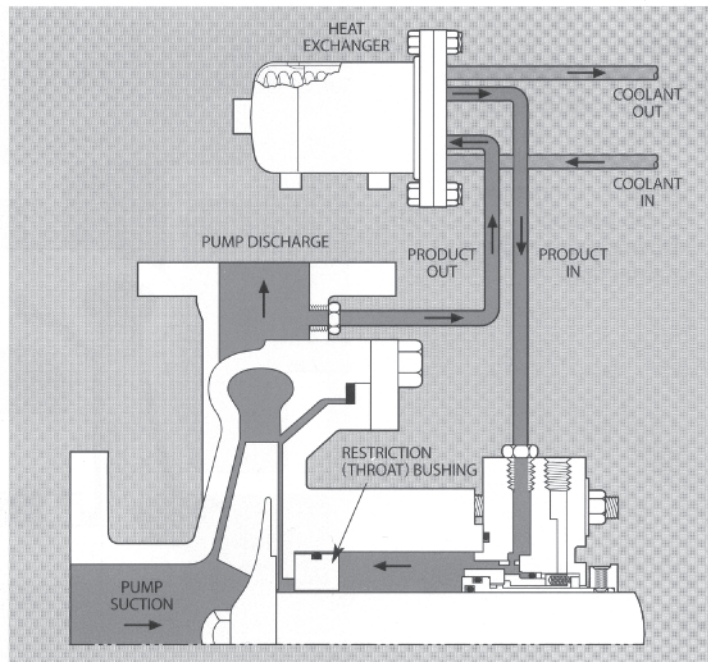 HEAT
EXCHANGER
COOLANT
OUT
COOLANT
IN
PUMP DISCHARGE
PRODUCT
OUT
PRODUCT
IN
RESTRICTION
(THROAT) BUSHING
PUMP
SUCTION